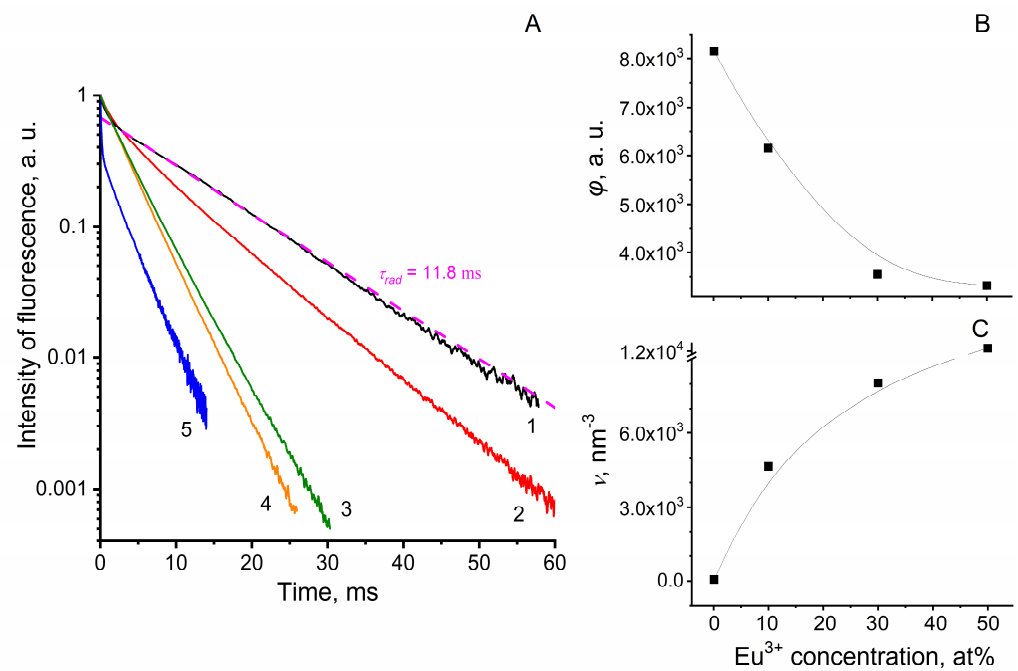 A
Intensity of fluorescence, a. u.
1
0.1
0.01
0.001
τrad = 11.8 ms
1
2
3
4
5
0 10 20 30 40 50 60
Time, ms
B
φ, a. u.
8.0x10³
7.0x10³
6.0x10³
5.0x10³
4.0x10³
C
ν, nm⁻³
1.2x10⁴
6.0x10³
3.0x10³
0.0
0 10 20 30 40 50
Eu³⁺ concentration, at%